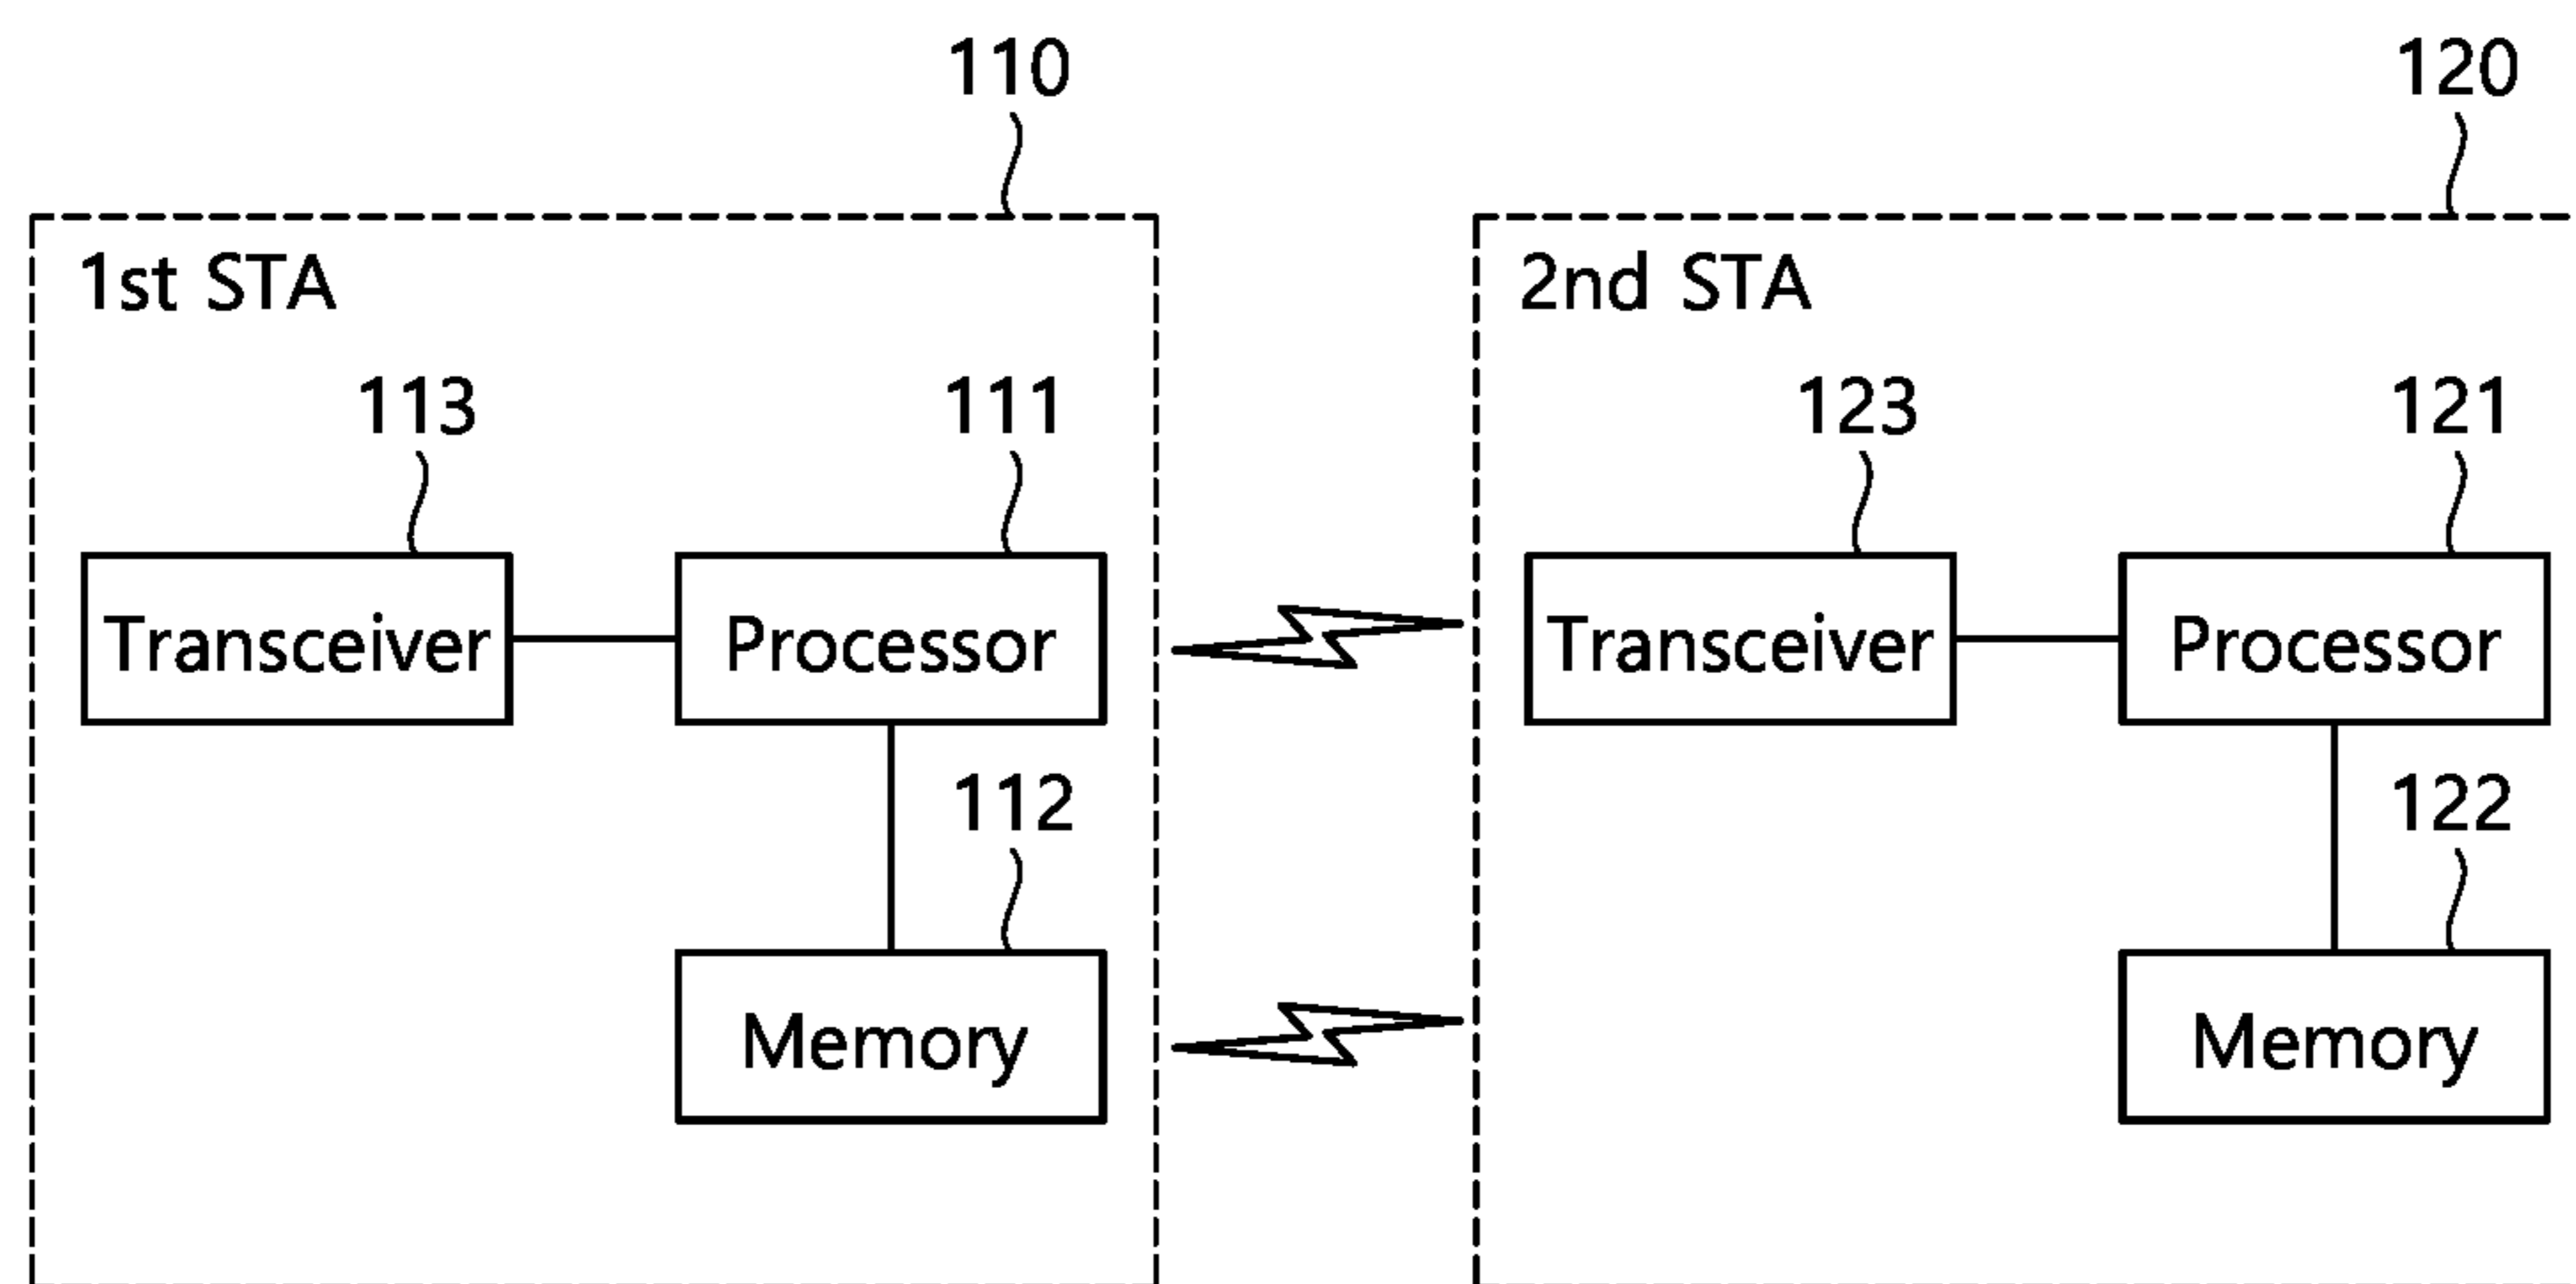 110
120
1st STA
2nd STA
113
111
123
121
Transceiver
Processor
Transceiver
Processor
112
122
Memory
Memory